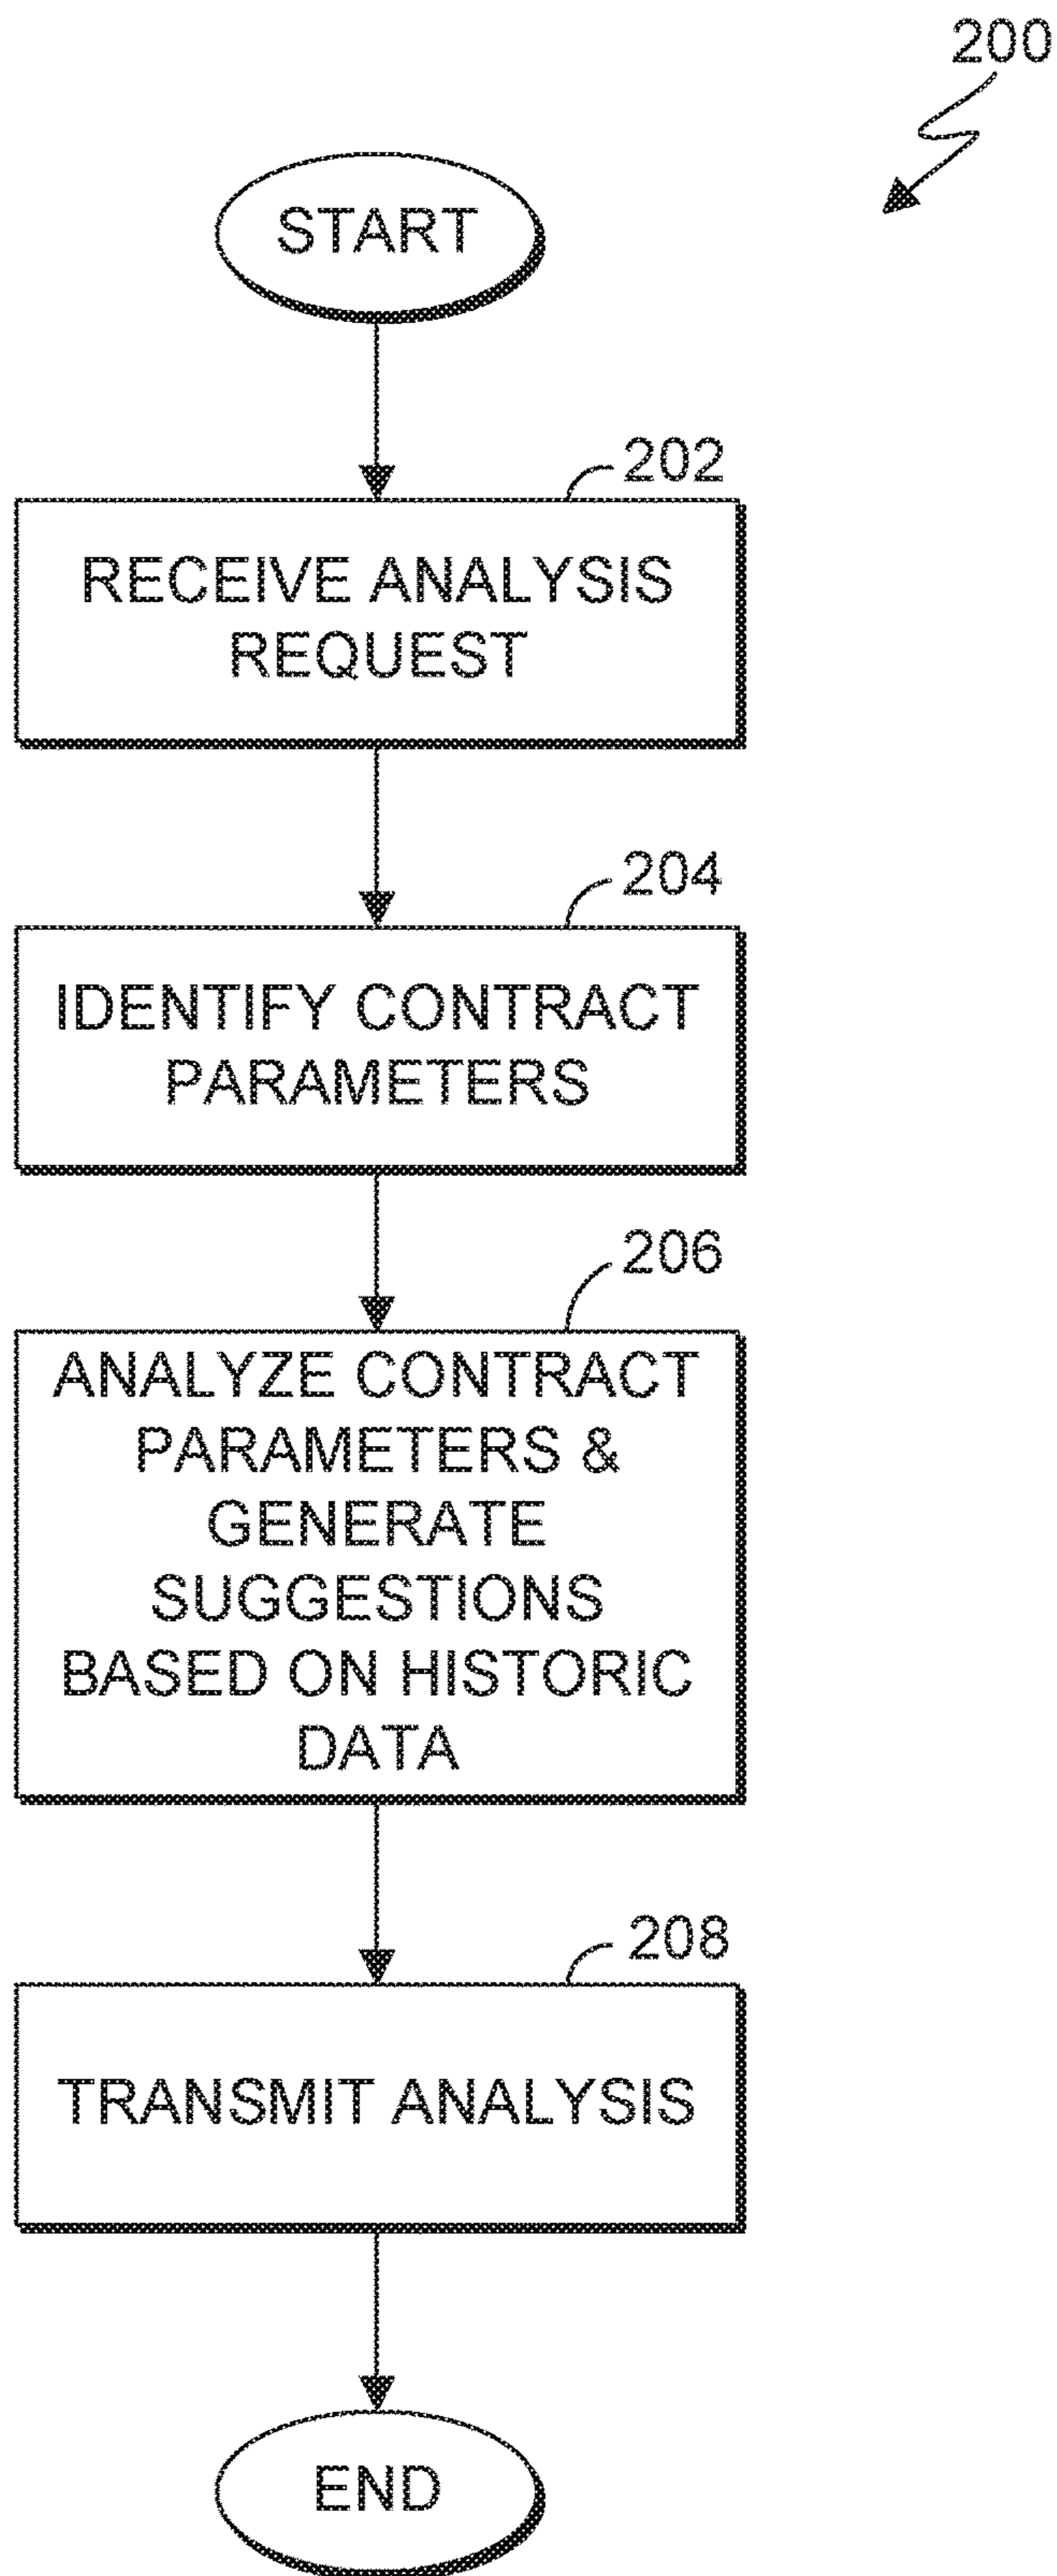 200
START
202
RECEIVE ANALYSIS
REQUEST
204
IDENTIFY CONTRACT
PARAMETERS
206
ANALYZE CONTRACT
PARAMETERS &
GENERATE
SUGGESTIONS
BASED ON HISTORIC
DATA
208
TRANSMIT ANALYSIS
END